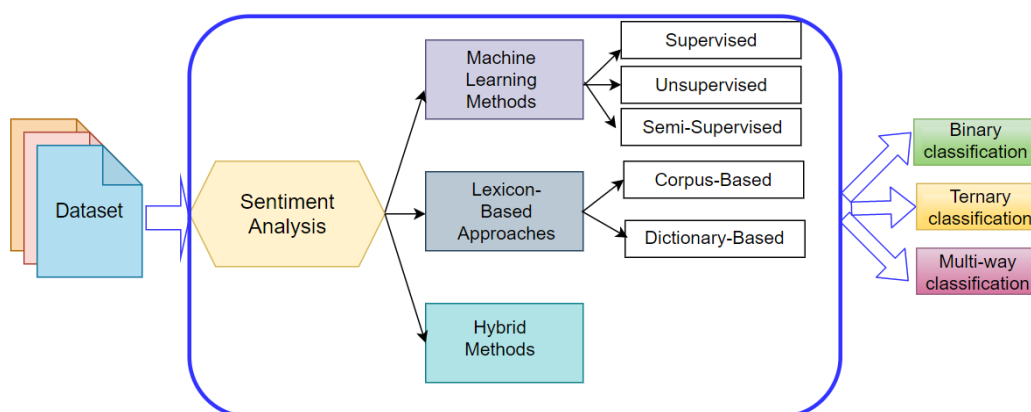 Dataset
Sentiment
Analysis
Machine
Learning
Methods
Supervised
Unsupervised
Semi-Supervised
Lexicon-
Based
Approaches
Corpus-Based
Dictionary-Based
Hybrid
Methods
Binary
classification
Ternary
classification
Multi-way
classification